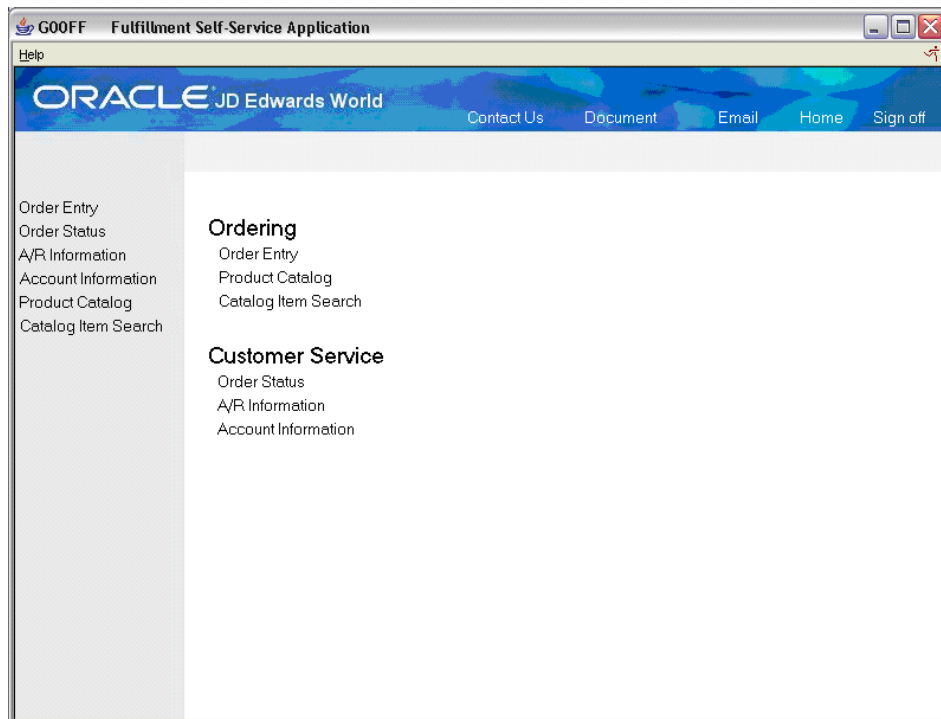 G00FF Fulfillment Self-Service Application
Help
ORACLE JD Edwards World
Contact Us Document Email Home Sign off
Order Entry
Order Status
A/R Information
Account Information
Product Catalog
Catalog Item Search
Ordering
Order Entry
Product Catalog
Catalog Item Search
Customer Service
Order Status
A/R Information
Account Information